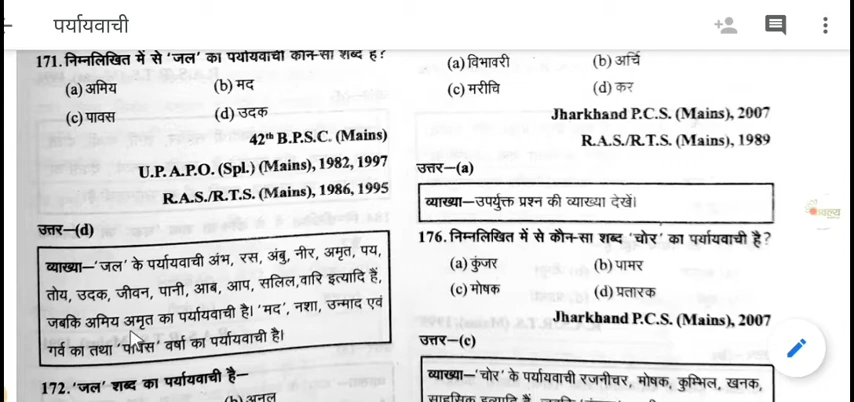 पर्यायवाची
171. निम्नलिखित में से 'जल' का पर्यायवाची कौन-सा शब्द है?
(a) अमिय (b) मद
(c) पावस (d) उदक
42th B.P.S.C. (Mains)
U.P. A.P.O. (Spl.) (Mains), 1982, 1997
R.A.S./R.T.S. (Mains), 1986, 1995
उत्तर–(d)
व्याख्या–'जल' के पर्यायवाची अंभ, रस, अंबु, नीर, अमृत, पय,
तोय, उदक, जीवन, पानी, आब, आप, सलिल,वारि इत्यादि हैं,
जबकि अमिय अमृत का पर्यायवाची है। 'मद', नशा, उन्माद एवं
गर्व का तथा 'पावस' वर्षा का पर्यायवाची है।
172. 'जल' शब्द का पर्यायवाची है–
(b) अनल
(a) विभावरी (b) अर्चि
(c) मरीचि (d) कर
Jharkhand P.C.S. (Mains), 2007
R.A.S./R.T.S. (Mains), 1989
उत्तर–(a)
व्याख्या–उपर्युक्त प्रश्न की व्याख्या देखें।
176. निम्नलिखित में से कौन-सा शब्द 'चोर' का पर्यायवाची है?
(a) कुंजर (b) पामर
(c) मोषक (d) प्रतारक
Jharkhand P.C.S. (Mains), 2007
उत्तर–(c)
व्याख्या–'चोर' के पर्यायवाची रजनीचर, मोषक, कुम्भिल, खनक,
साहसिक इत्यादि हैं,